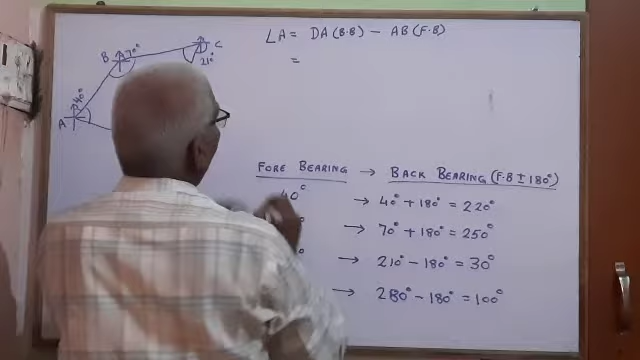 ∠A = DA (B.B) - AB (F.B)
=
B 70° C
210°
40°
A
FORE BEARING → BACK BEARING (F.B ± 180°)
40° → 40° + 180° = 220°
→ 70° + 180° = 250°
→ 210° - 180° = 30°
→ 280° - 180° = 100°